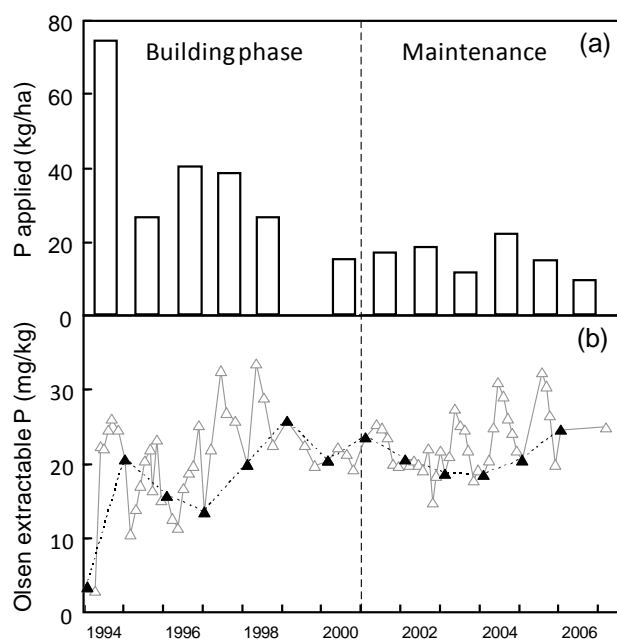 80
(a)
Building phase
Maintenance
60
P applied (kg/ha)
40
20
0
(b)
30
Olsen extractable P (mg/kg)
20
10
0
1994 1996 1998 2000 2002 2004 2006